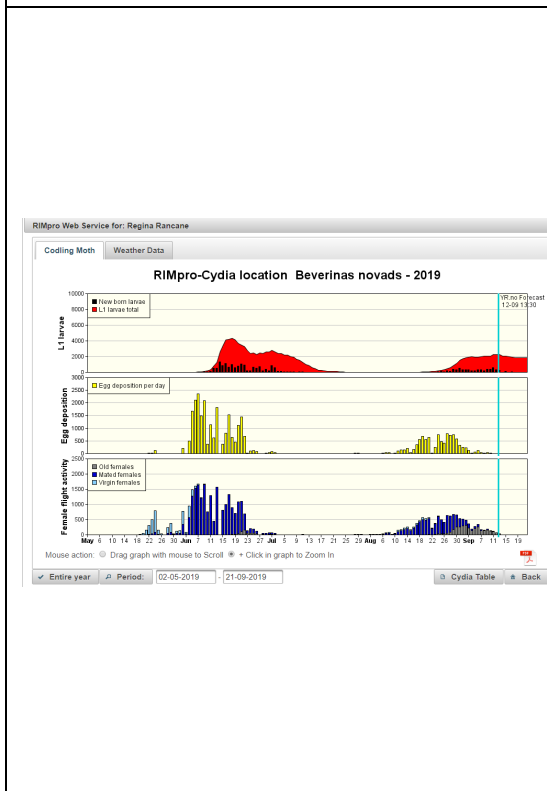 RIMpro Web Service for: Regina Rancane
Codling Moth Weather Data
RIMpro-Cydia location Beverinas novads - 2019
YR.no Forecast
12-09 13:30
L1 larvae
10000
8000
6000
4000
2000
0
New born larvae
L1 larvae total
Egg deposition
3000
2500
2000
1500
1000
500
0
Egg deposition per day
Female flight activity
2500
2000
1500
1000
500
0
Old females
Mated females
Virgin females
May 6 10 14 18 22 26 30 Jun 7 11 15 19 23 27 Jul 5 9 13 17 21 25 29 Aug 6 10 14 18 22 26 30 Sep 7 11 15 19
Mouse action: Drag graph with mouse to Scroll + Click in graph to Zoom In
Entire year Period: 02-05-2019 - 21-09-2019 Cydia Table Back